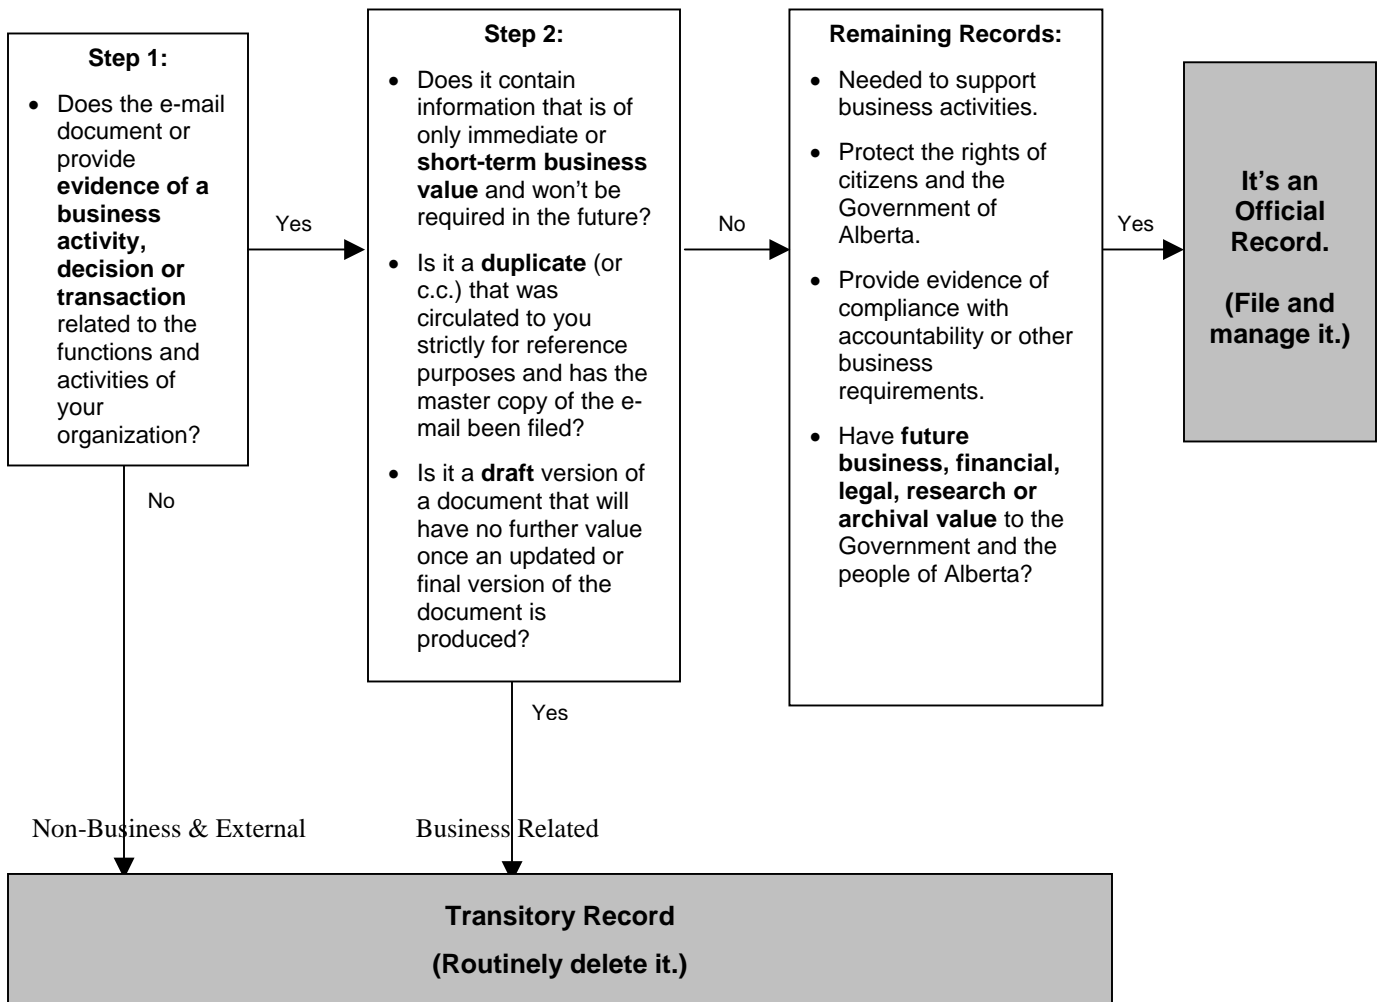 Step 1:
• Does the e-mail
document or
provide
evidence of a
business
activity,
decision or
transaction
related to the
functions and
activities of
your
organization?
Yes
No
Step 2:
• Does it contain
information that is of
only immediate or
short-term business
value and won’t be
required in the future?
• Is it a duplicate (or
c.c.) that was
circulated to you
strictly for reference
purposes and has the
master copy of the e-
mail been filed?
• Is it a draft version of
a document that will
have no further value
once an updated or
final version of the
document is
produced?
No
Yes
Remaining Records:
• Needed to support
business activities.
• Protect the rights of
citizens and the
Government of
Alberta.
• Provide evidence of
compliance with
accountability or other
business
requirements.
• Have future
business, financial,
legal, research or
archival value to the
Government and the
people of Alberta?
Yes
It’s an
Official
Record.
(File and
manage it.)
Non-Business & External
Business Related
Transitory Record
(Routinely delete it.)